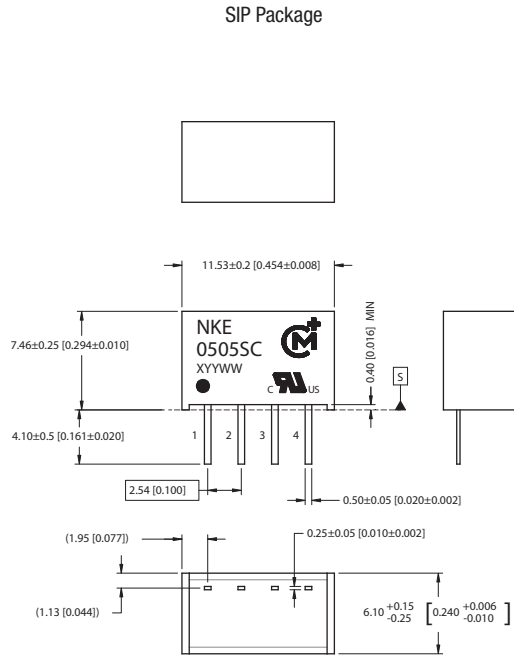 SIP Package
11.53±0.2 [0.454±0.008]
NKE
0505SC
XYYWW
CM+
C RU US
7.46±0.25 [0.294±0.010]
0.40 [0.016] MIN
S
4.10±0.5 [0.161±0.020]
1 2 3 4
2.54 [0.100]
0.50±0.05 [0.020±0.002]
(1.95 [0.077])
0.25±0.05 [0.010±0.002]
(1.13 [0.044])
6.10 +0.15 -0.25 [0.240 +0.006 -0.010]